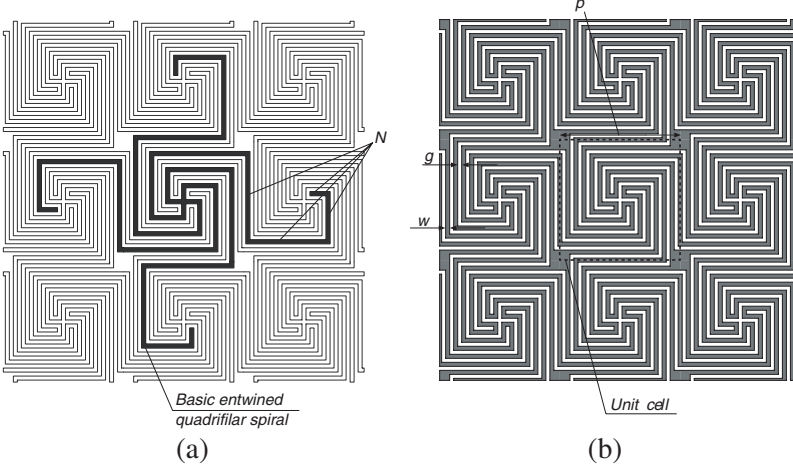 N
Basic entwined
quadrifilar spiral
(a)
p
g
w
Unit cell
(b)